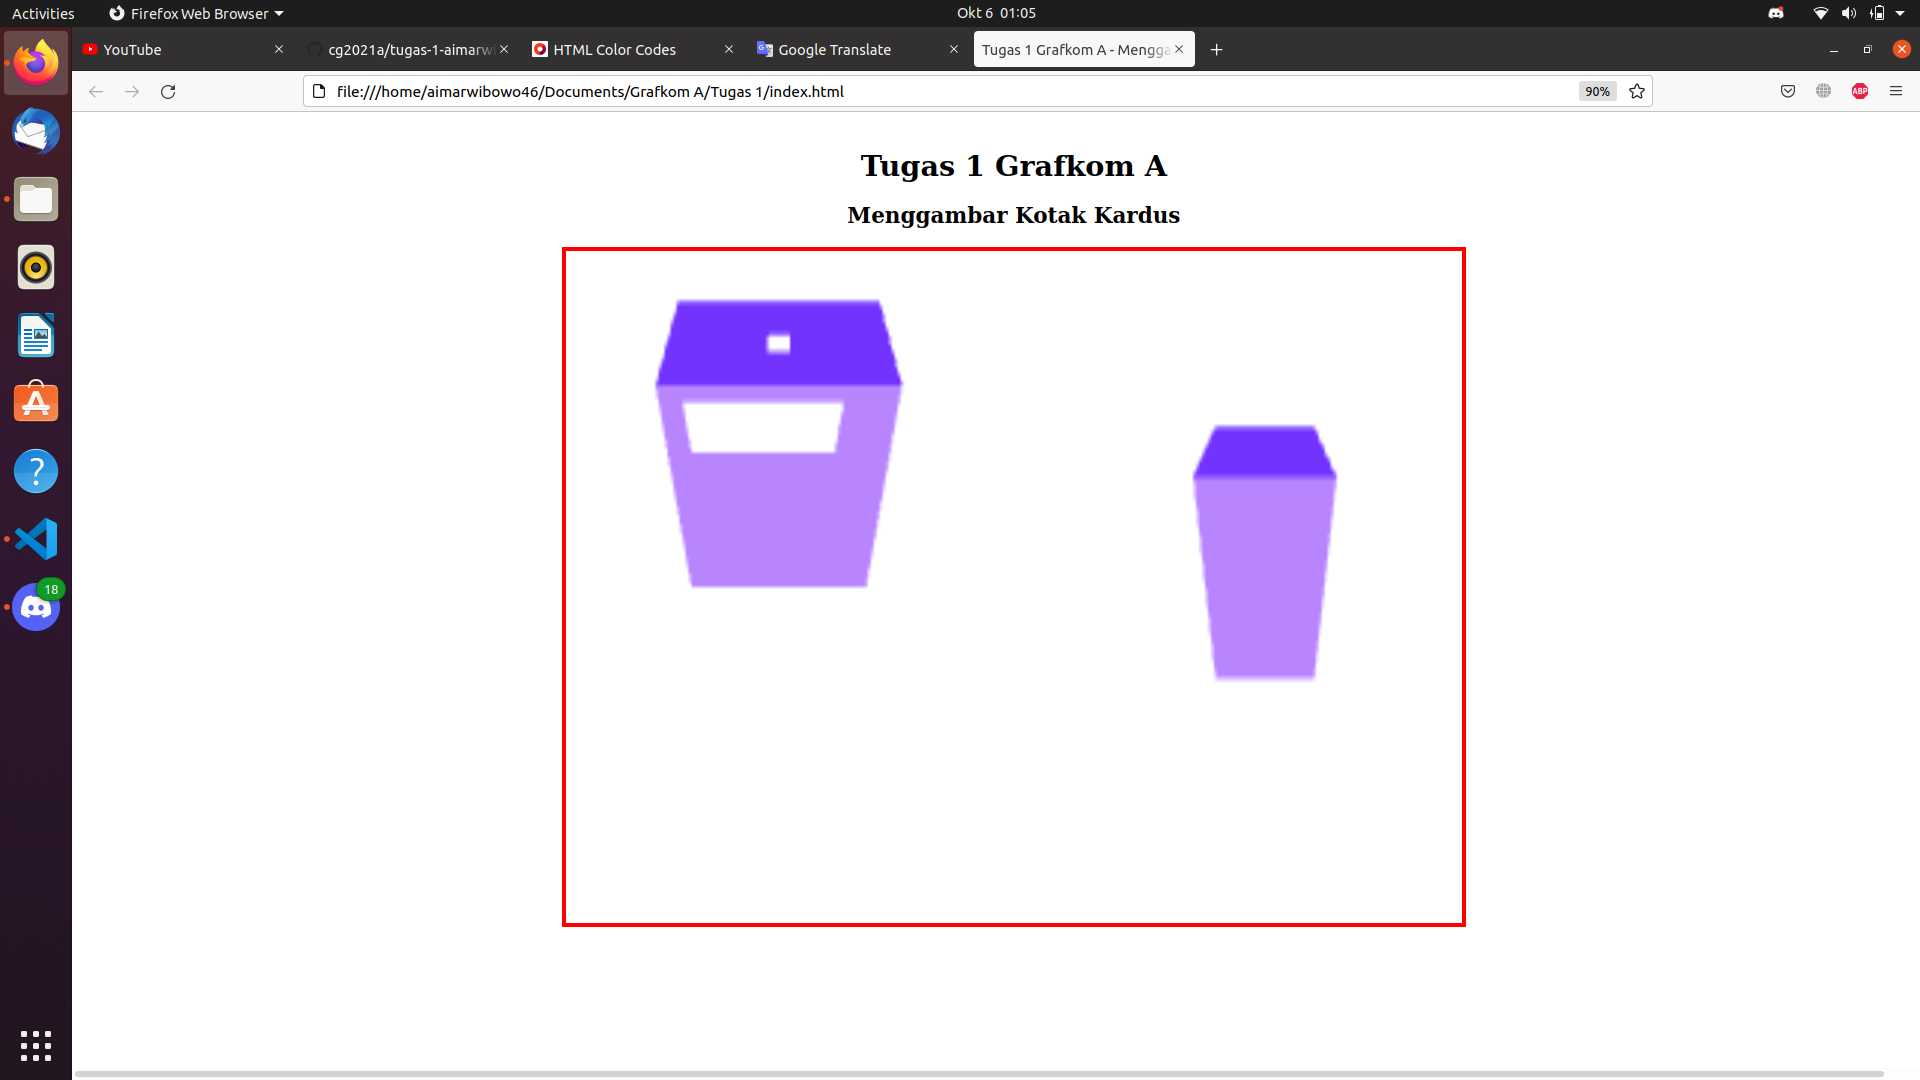 Activities
Firefox Web Browser
Okt 6 01:05
YouTube
cg2021a/tugas-1-aimarwi
HTML Color Codes
Google Translate
Tugas 1 Grafkom A - Mengga
file:///home/aimarwibowo46/Documents/Grafkom A/Tugas 1/index.html
90%
ABP
Tugas 1 Grafkom A
Menggambar Kotak Kardus
18